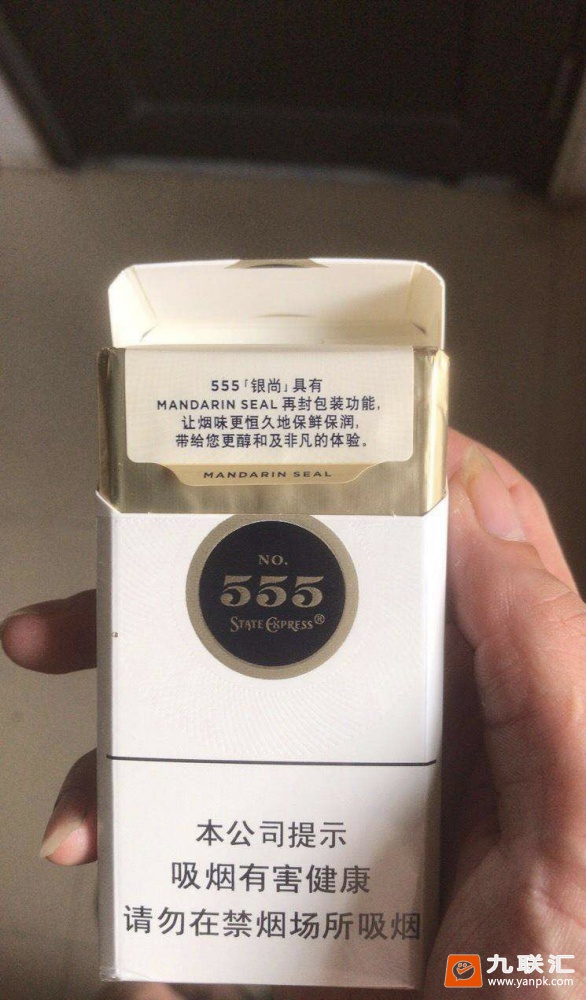 555「银尚」具有
MANDARIN SEAL 再封包装功能,
让烟味更恒久地保鲜保润,
带给您更醇和及非凡的体验。
MANDARIN SEAL
NO.
555
STATE EXPRESS®
本公司提示
吸烟有害健康
请勿在禁烟场所吸烟
九联汇
www.yanpk.com